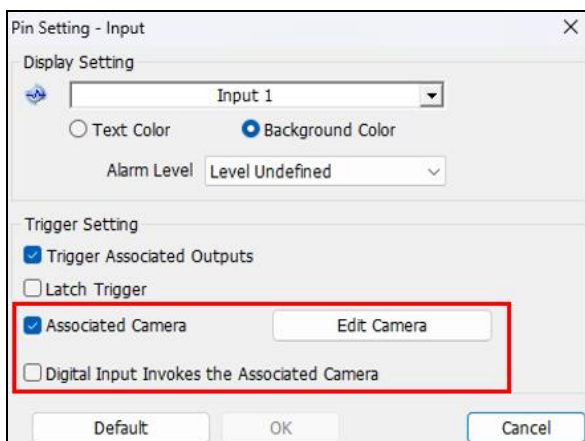 Pin Setting - Input
Display Setting
Input 1
Text Color Background Color
Alarm Level Level Undefined
Trigger Setting
Trigger Associated Outputs
Latch Trigger
Associated Camera Edit Camera
Digital Input Invokes the Associated Camera
Default OK Cancel